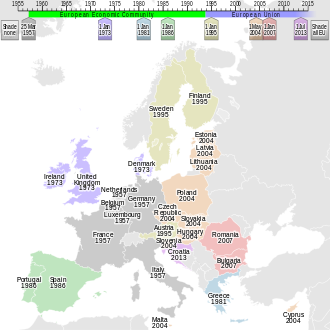 1955 1960 1965 1970 1975 1980 1985 1990 1995 2000 2005 2010 2015
European Economic Community European Union
Shade none
25 Mar 1957
1 Jan 1973
1 Jan 1981
1 Jan 1986
1 Jan 1995
1 May 2004
1 Jan 2007
1 Jul 2013
Shade all EU
Finland
1995
Sweden
1995
Estonia
2004
Latvia
2004
Lithuania
2004
Denmark
1973
Ireland
1973
United
Kingdom
1973
Netherlands
1957
Belgium
1957
Luxembourg
1957
Germany
1957
Poland
2004
Czech
Republic
2004
Slovakia
2004
France
1957
Austria
1995
Hungary
2004
Slovenia
2004
Croatia
2013
Romania
2007
Bulgaria
2007
Italy
1957
Portugal
1986
Spain
1986
Greece
1981
Malta
2004
Cyprus
2004